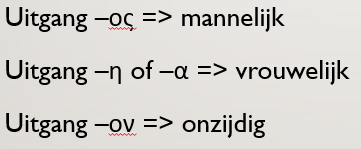 Uitgang –ος => mannelijk
Uitgang –η of –α => vrouwelijk
Uitgang –ον => onzijdig